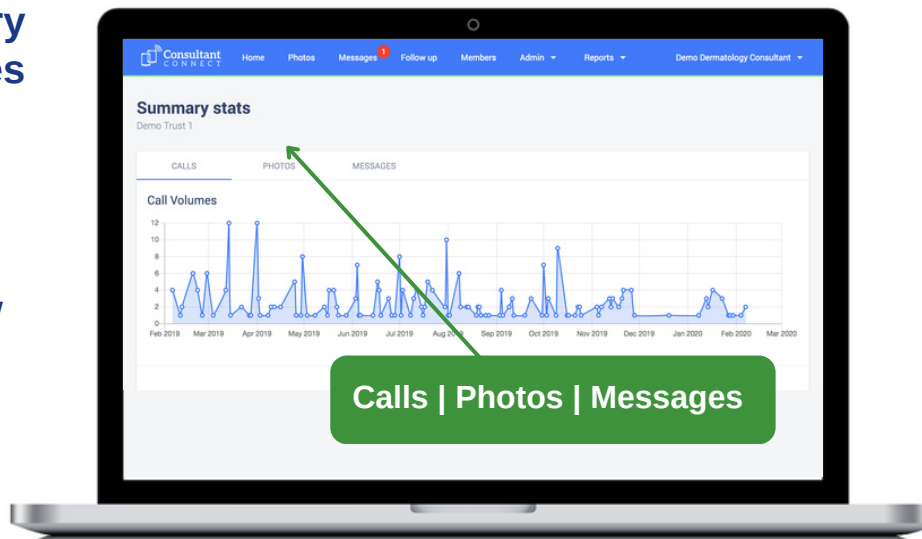 ry
es
y
Consultant
CONNECT
Home Photos Messages 1 Follow up Members Admin Reports Demo Dermatology Consultant
Summary stats
Demo Trust 1
CALLS PHOTOS MESSAGES
Call Volumes
12
10
8
6
4
2
0
Feb 2019 Mar 2019 Apr 2019 May 2019 Jun 2019 Jul 2019 Aug 2019 Sep 2019 Oct 2019 Nov 2019 Dec 2019 Jan 2020 Feb 2020 Mar 2020
Calls | Photos | Messages